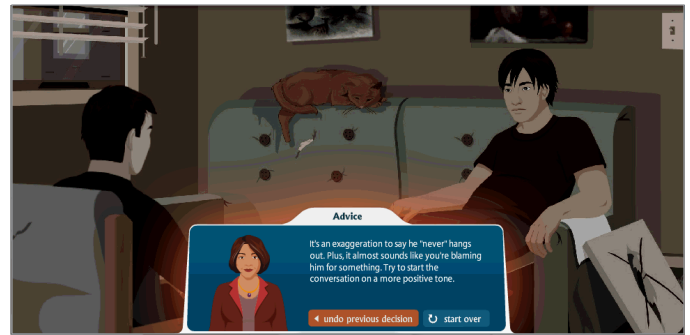 Advice
It's an exaggeration to say he "never" hangs
out. Plus, it almost sounds like you're blaming
him for something. Try to start the
conversation on a more positive tone.
undo previous decision
start over